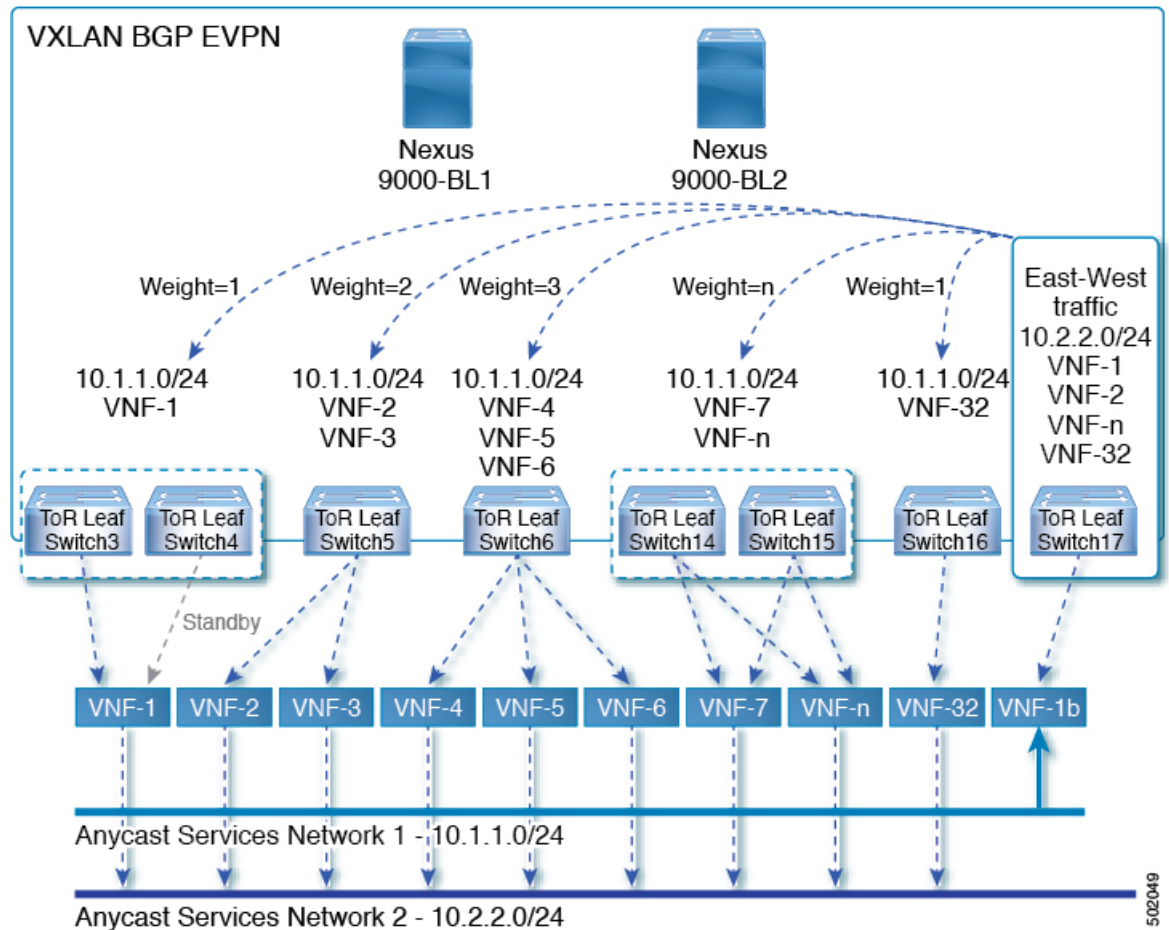 VXLAN BGP EVPN
Nexus
9000-BL1
Nexus
9000-BL2
Weight=1
Weight=2
Weight=3
Weight=n
Weight=1
East-West
traffic
10.2.2.0/24
VNF-1
VNF-2
VNF-n
VNF-32
10.1.1.0/24
VNF-1
10.1.1.0/24
VNF-2
VNF-3
10.1.1.0/24
VNF-4
VNF-5
VNF-6
10.1.1.0/24
VNF-7
VNF-n
10.1.1.0/24
VNF-32
ToR Leaf
Switch3
ToR Leaf
Switch4
ToR Leaf
Switch5
ToR Leaf
Switch6
ToR Leaf
Switch14
ToR Leaf
Switch15
ToR Leaf
Switch16
ToR Leaf
Switch17
Standby
VNF-1
VNF-2
VNF-3
VNF-4
VNF-5
VNF-6
VNF-7
VNF-n
VNF-32
VNF-1b
Anycast Services Network 1 - 10.1.1.0/24
Anycast Services Network 2 - 10.2.2.0/24
502049